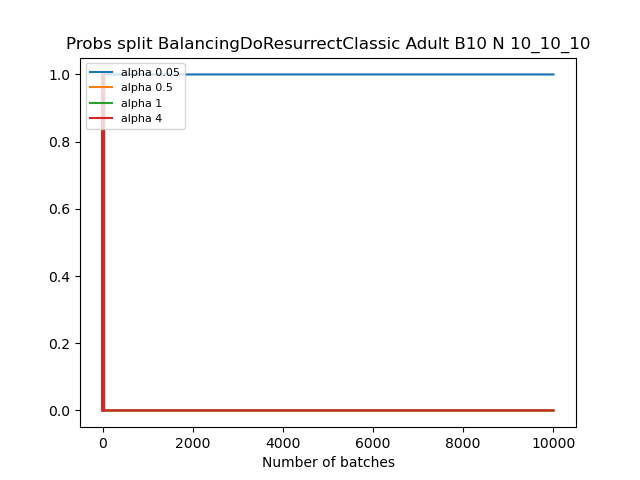 Probs split BalancingDoResurrectClassic Adult B10 N 10_10_10
1.0
0.8
0.6
0.4
0.2
0.0
alpha 0.05
alpha 0.5
alpha 1
alpha 4
0 2000 4000 6000 8000 10000
Number of batches